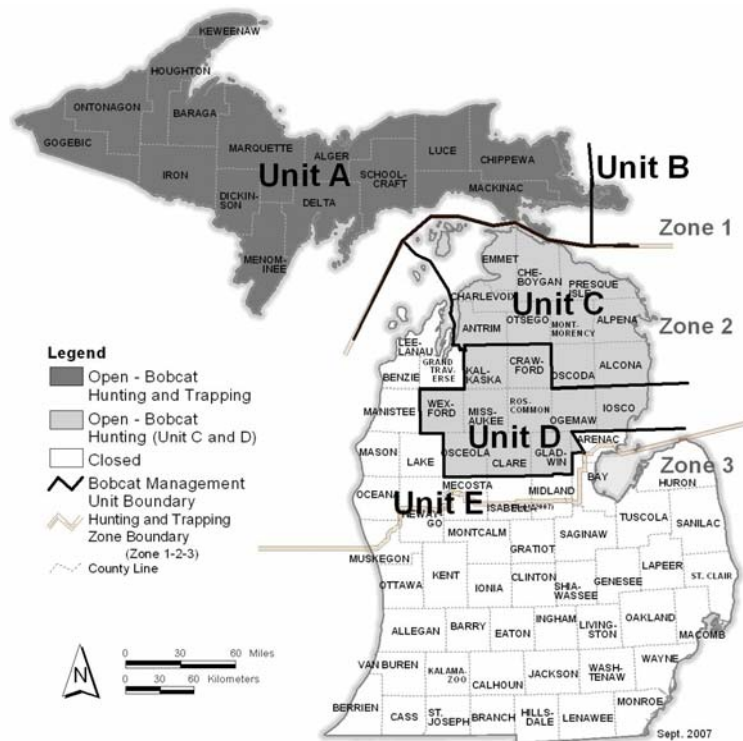 KEWEENAW
HOUGHTON
ONTONAGON
BARAGA
GOGEBIC
MARQUETTE
ALGER
LUCE
CHIPPEWA
Unit B
IRON
Unit A
SCHOOL-
CRAFT
MACKINAC
DICKIN-
SON
DELTA
MENOM-
INEE
Zone 1
EMMET
CHE-
BOYGAN
PRESQUE
ISLE
CHARLEVOIX
Unit C
ANTRIM
OTSEGO
MONT-
MORENCY
ALPENA
Zone 2
LEE-
LANAU
GRAND
TRAV-
ERSE
KAL-
KASKA
CRAW-
FORD
OSCODA
ALCONA
BENZIE
MANISTEE
WEX-
FORD
MISS-
AUKEE
ROS-
COMMON
OGEMAW
IOSCO
Unit D
ARENAC
MASON
LAKE
OSCEOLA
CLARE
GLAD-
WIN
Zone 3
BAY
HURON
OCEANA
Unit E
MECOSTA
ISABELLA
MIDLAND
NEWAY-
GO
TUSCOLA
SANILAC
MUSKEGON
MONTCALM
GRATIOT
SAGINAW
OTTAWA
KENT
IONIA
CLINTON
SHIA-
WASSEE
GENESEE
LAPEER
ST. CLAIR
ALLEGAN
BARRY
EATON
INGHAM
LIVING-
STON
OAKLAND
MACOMB
VAN BUREN
KALAMA-
ZOO
CALHOUN
JACKSON
WASH-
TENAW
WAYNE
BERRIEN
CASS
ST.
JOSEPH
BRANCH
HILLS-
DALE
LENAWEE
MONROE
Legend
Open - Bobcat
Hunting and Trapping
Open - Bobcat
Hunting (Unit C and D)
Closed
Bobcat Management
Unit Boundary
Hunting and Trapping
Zone Boundary
(Zone 1-2-3)
County Line
N
0 30 60 Miles
0 30 60 Kilometers
Sept. 2007